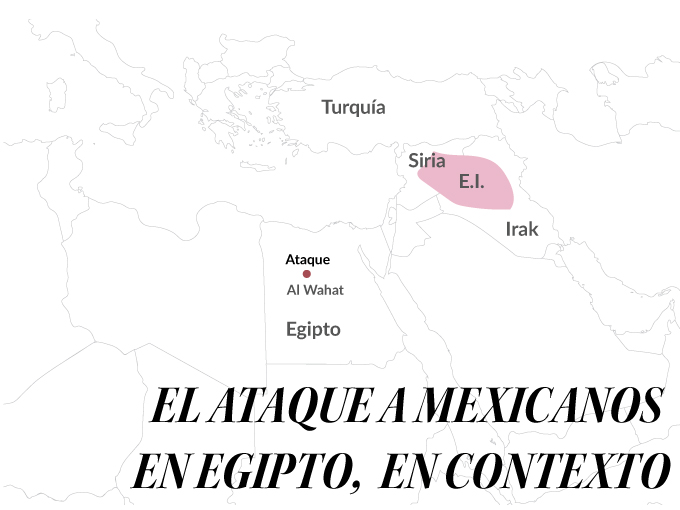 Turquía
Siria
E.I.
Irak
Ataque
Al Wahat
Egipto
EL ATAQUE A MEXICANOS
EN EGIPTO, EN CONTEXTO